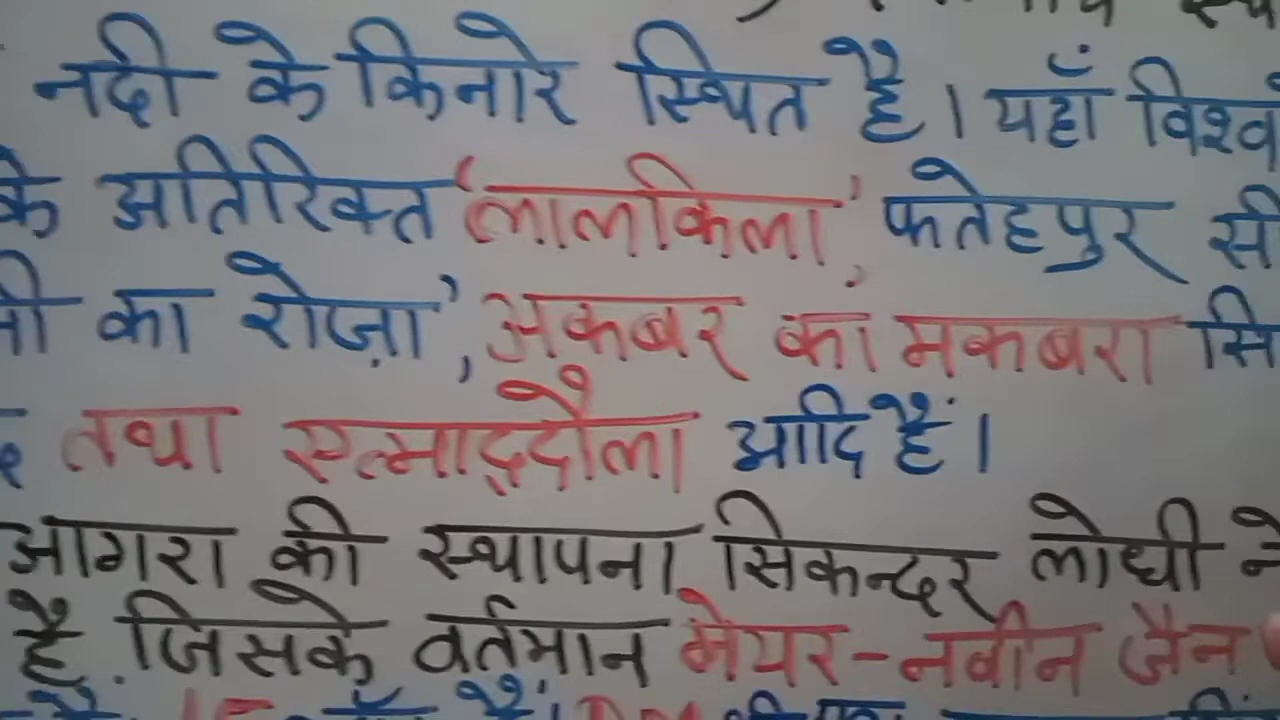 नदी के किनारे स्थित है। यहाँ विश्व
के अतिरिक्त 'लालकिला', फतेहपुर सी
का रोज़ा', अकबर का मकबरा सि
तथा एत्माद्दौला आदि हैं।
आगरा की स्थापना सिकन्दर लोधी ने
है. जिसके वर्तमान मेयर-नवीन जैन